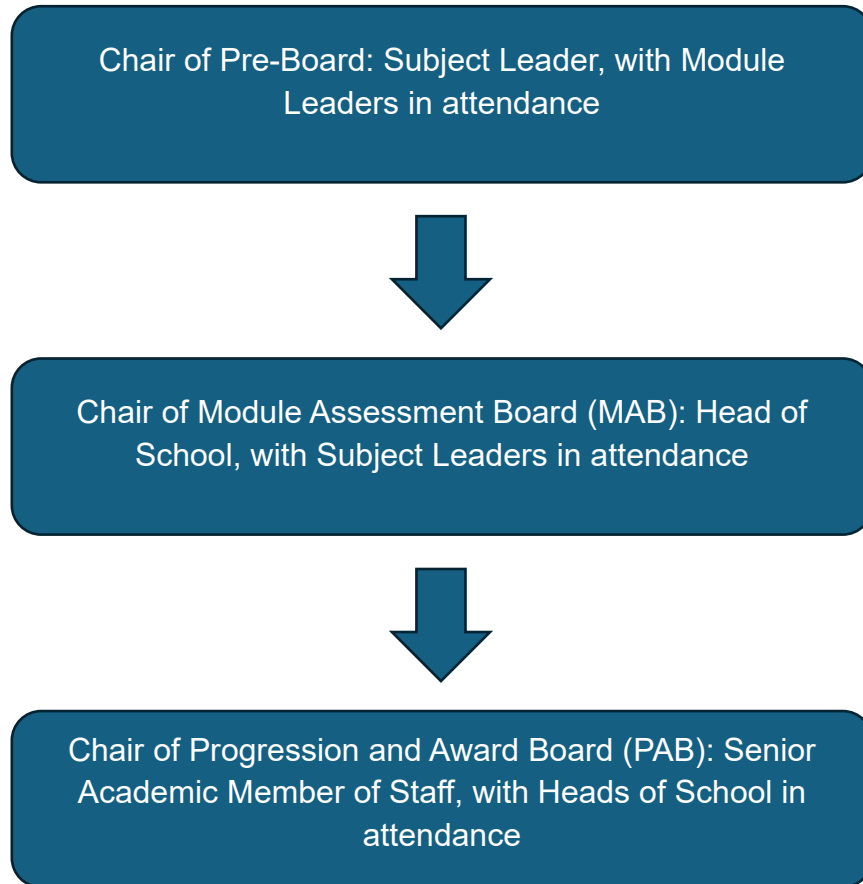 Chair of Pre-Board: Subject Leader, with Module
Leaders in attendance
Chair of Module Assessment Board (MAB): Head of
School, with Subject Leaders in attendance
Chair of Progression and Award Board (PAB): Senior
Academic Member of Staff, with Heads of School in
attendance